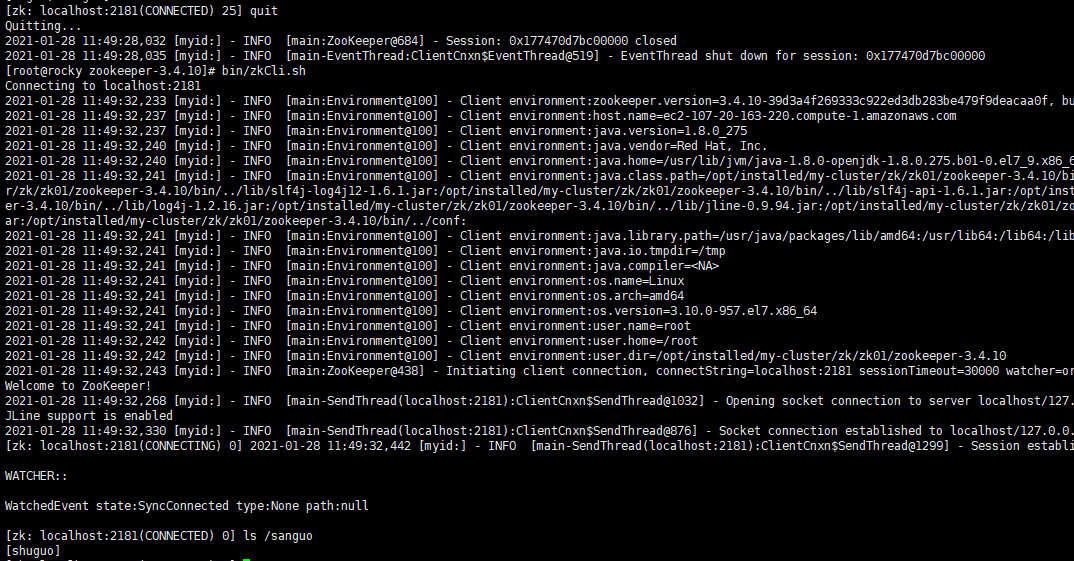 [zk: localhost:2181(CONNECTED) 25] quit
Quitting...
2021-01-28 11:49:28,032 [myid:] - INFO  [main:ZooKeeper@684] - Session: 0x177470d7bc00000 closed
2021-01-28 11:49:28,035 [myid:] - INFO  [main-EventThread:ClientCnxn$EventThread@519] - EventThread shut down for session: 0x177470d7bc00000
[root@rocky zookeeper-3.4.10]# bin/zkCli.sh
Connecting to localhost:2181
2021-01-28 11:49:32,233 [myid:] - INFO  [main:Environment@100] - Client environment:zookeeper.version=3.4.10-39d3a4f269333c922ed3db283be479f9deacaa0f, bu
2021-01-28 11:49:32,237 [myid:] - INFO  [main:Environment@100] - Client environment:host.name=ec2-107-20-163-220.compute-1.amazonaws.com
2021-01-28 11:49:32,237 [myid:] - INFO  [main:Environment@100] - Client environment:java.version=1.8.0_275
2021-01-28 11:49:32,240 [myid:] - INFO  [main:Environment@100] - Client environment:java.vendor=Red Hat, Inc.
2021-01-28 11:49:32,240 [myid:] - INFO  [main:Environment@100] - Client environment:java.home=/usr/lib/jvm/java-1.8.0-openjdk-1.8.0.275.b01-0.el7_9.x86_6
2021-01-28 11:49:32,241 [myid:] - INFO  [main:Environment@100] - Client environment:java.class.path=/opt/installed/my-cluster/zk/zk01/zookeeper-3.4.10/bi
r/zk/zk01/zookeeper-3.4.10/bin/../lib/slf4j-log4j12-1.6.1.jar:/opt/installed/my-cluster/zk/zk01/zookeeper-3.4.10/bin/../lib/slf4j-api-1.6.1.jar:/opt/inst
er-3.4.10/bin/../lib/log4j-1.2.16.jar:/opt/installed/my-cluster/zk/zk01/zookeeper-3.4.10/bin/../lib/jline-0.9.94.jar:/opt/installed/my-cluster/zk/zk01/zo
ar:/opt/installed/my-cluster/zk/zk01/zookeeper-3.4.10/bin/../conf:
2021-01-28 11:49:32,241 [myid:] - INFO  [main:Environment@100] - Client environment:java.library.path=/usr/java/packages/lib/amd64:/usr/lib64:/lib64:/lib
2021-01-28 11:49:32,241 [myid:] - INFO  [main:Environment@100] - Client environment:java.io.tmpdir=/tmp
2021-01-28 11:49:32,241 [myid:] - INFO  [main:Environment@100] - Client environment:java.compiler=<NA>
2021-01-28 11:49:32,241 [myid:] - INFO  [main:Environment@100] - Client environment:os.name=Linux
2021-01-28 11:49:32,241 [myid:] - INFO  [main:Environment@100] - Client environment:os.arch=amd64
2021-01-28 11:49:32,241 [myid:] - INFO  [main:Environment@100] - Client environment:os.version=3.10.0-957.el7.x86_64
2021-01-28 11:49:32,241 [myid:] - INFO  [main:Environment@100] - Client environment:user.name=root
2021-01-28 11:49:32,242 [myid:] - INFO  [main:Environment@100] - Client environment:user.home=/root
2021-01-28 11:49:32,242 [myid:] - INFO  [main:Environment@100] - Client environment:user.dir=/opt/installed/my-cluster/zk/zk01/zookeeper-3.4.10
2021-01-28 11:49:32,243 [myid:] - INFO  [main:ZooKeeper@438] - Initiating client connection, connectString=localhost:2181 sessionTimeout=30000 watcher=or
Welcome to ZooKeeper!
2021-01-28 11:49:32,268 [myid:] - INFO  [main-SendThread(localhost:2181):ClientCnxn$SendThread@1032] - Opening socket connection to server localhost/127.
JLine support is enabled
2021-01-28 11:49:32,330 [myid:] - INFO  [main-SendThread(localhost:2181):ClientCnxn$SendThread@876] - Socket connection established to localhost/127.0.0.
[zk: localhost:2181(CONNECTING) 0] 2021-01-28 11:49:32,442 [myid:] - INFO  [main-SendThread(localhost:2181):ClientCnxn$SendThread@1299] - Session establi
WATCHER::
WatchedEvent state:SyncConnected type:None path:null
[zk: localhost:2181(CONNECTED) 0] ls /sanguo
[shuguo]